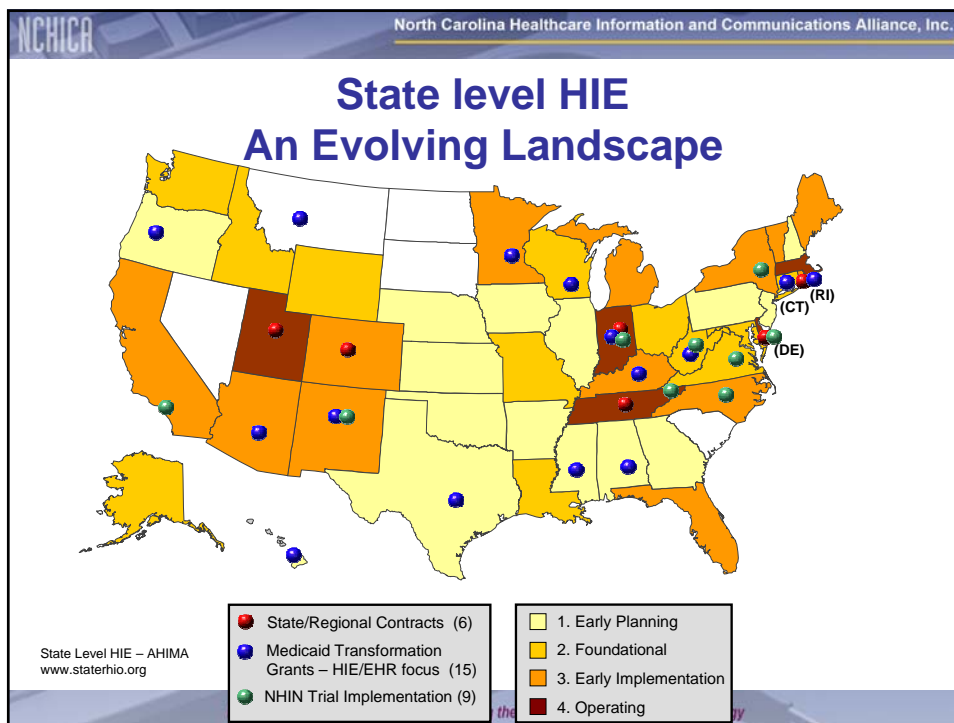 NCHICA
North Carolina Healthcare Information and Communications Alliance, Inc.
State level HIE
An Evolving Landscape
(CT)
(RI)
(DE)
State/Regional Contracts (6)
Medicaid Transformation
Grants – HIE/EHR focus (15)
NHIN Trial Implementation (9)
1. Early Planning
2. Foundational
3. Early Implementation
4. Operating
State Level HIE – AHIMA
www.staterhio.org
the